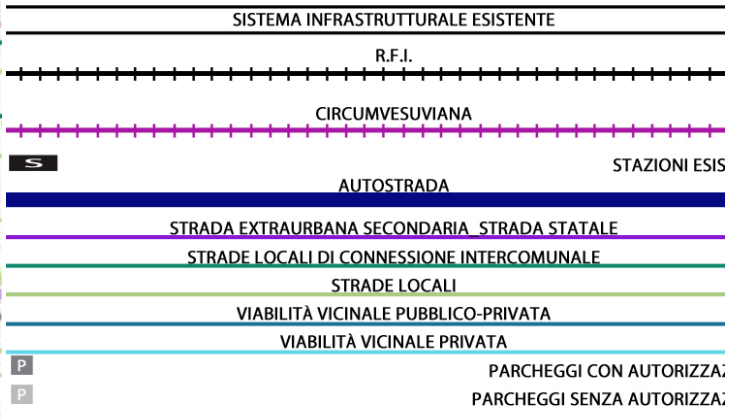 SISTEMA INFRASTRUTTURALE ESISTENTE
R.F.I.
CIRCUMVESUVIANA
S
STAZIONI ESIS
AUTOSTRADA
STRADA EXTRAURBANA SECONDARIA_STRADA STATALE
STRADE LOCALI DI CONNESSIONE INTERCOMUNALE
STRADE LOCALI
VIABILITÀ VICINALE PUBBLICO-PRIVATA
VIABILITÀ VICINALE PRIVATA
P PARCHEGGI CON AUTORIZZAZ
P PARCHEGGI SENZA AUTORIZZAZ